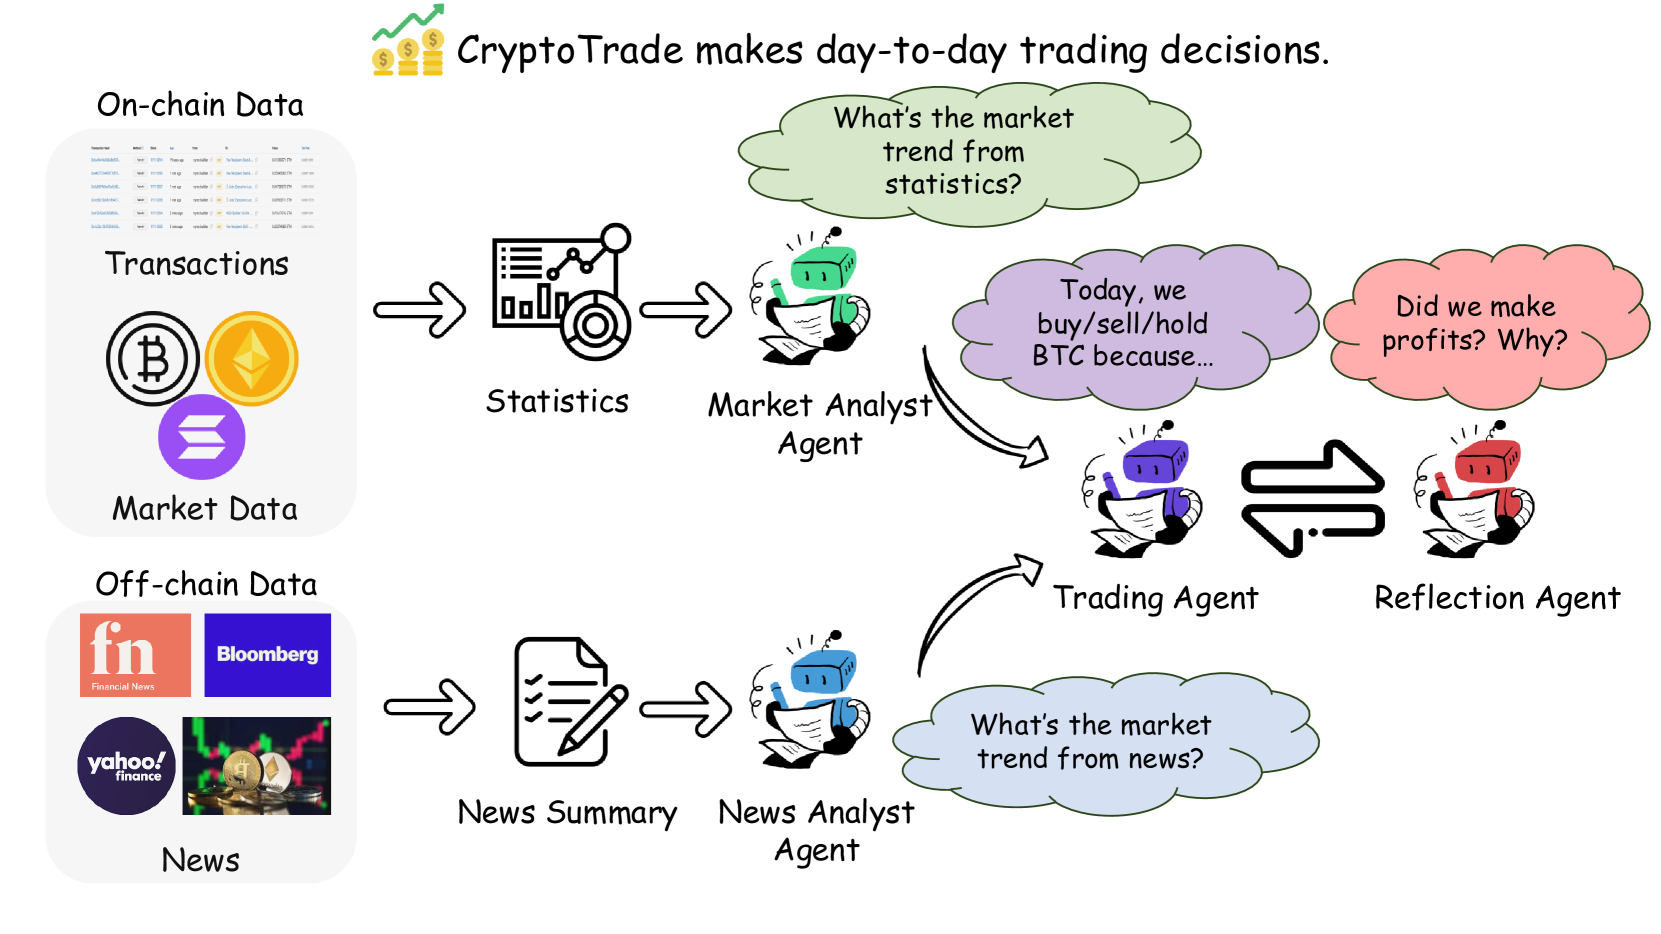 CryptoTrade makes day-to-day trading decisions.
On-chain Data
Transactions
Market Data
Statistics
What's the market
trend from
statistics?
Market Analyst
Agent
Today, we
buy/sell/hold
BTC because...
Did we make
profits? Why?
Trading Agent
Reflection Agent
Off-chain Data
fn
Financial News
Bloomberg
yahoo!
finance
News
News Summary
News Analyst
Agent
What's the market
trend from news?